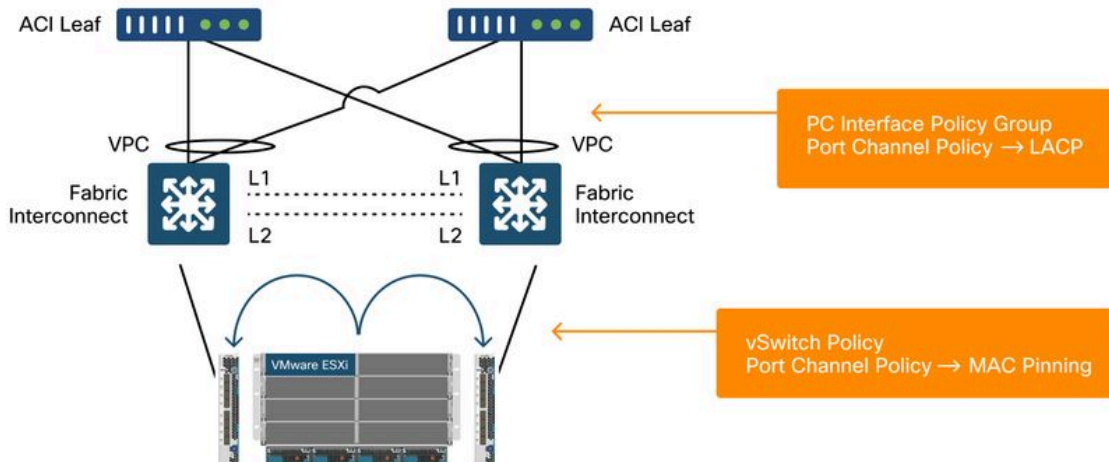 ACI Leaf
ACI Leaf
PC Interface Policy Group
Port Channel Policy → LACP
VPC
VPC
Fabric
Interconnect
L1
L1
L2
L2
Fabric
Interconnect
VMware ESXi
vSwitch Policy
Port Channel Policy → MAC Pinning